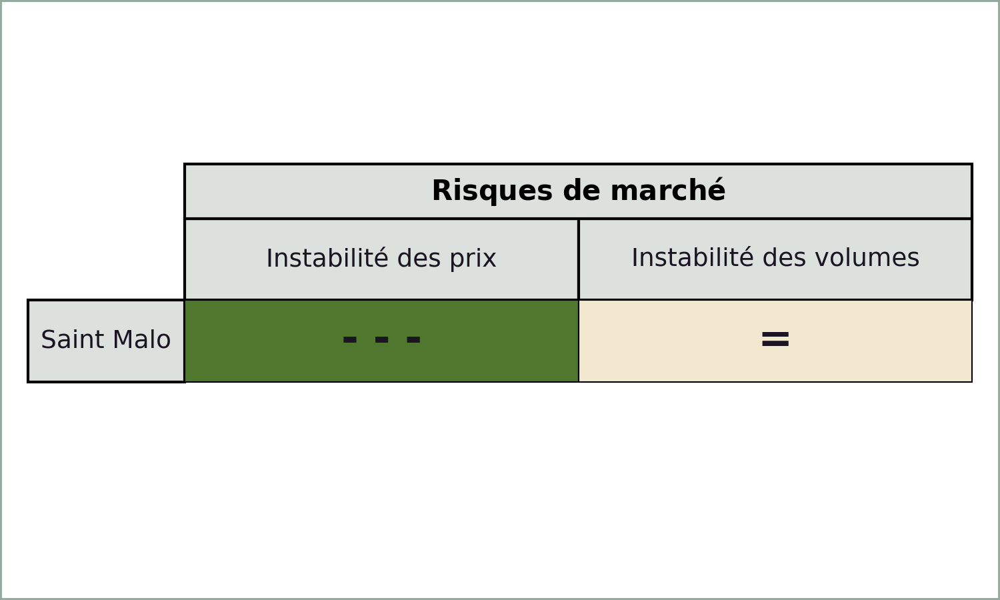 Risques de marché
Instabilité des prix
Instabilité des volumes
Saint Malo
- - -
=